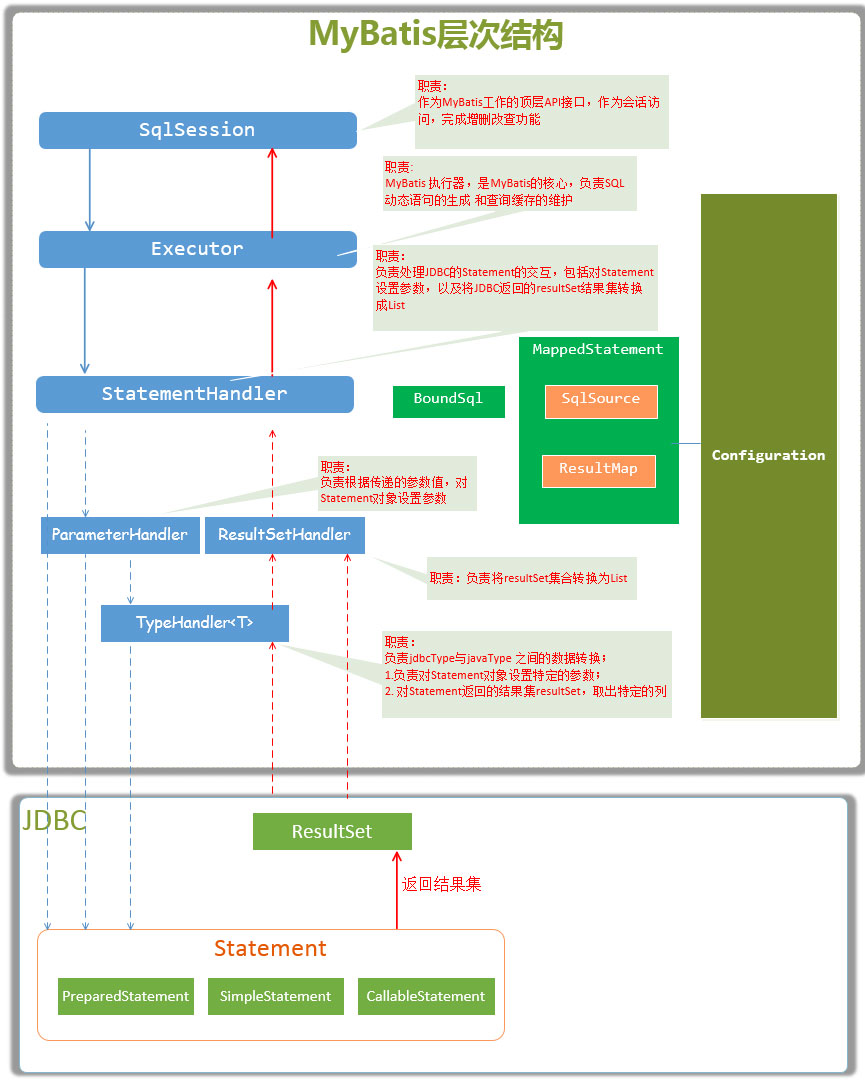 MyBatis层次结构
职责：
作为MyBatis工作的顶层API接口，作为会话访
问，完成增删改查功能
SqlSession
职责:
MyBatis 执行器，是MyBatis的核心，负责SQL
动态语句的生成 和查询缓存的维护
Executor
职责：
负责处理JDBC的Statement的交互，包括对Statement
设置参数，以及将JDBC返回的resultSet结果集转换
成List
MappedStatement
StatementHandler
BoundSql
SqlSource
ResultMap
Configuration
职责：
负责根据传递的参数值，对
Statement对象设置参数
ParameterHandler
ResultSetHandler
职责：负责将resultSet集合转换为List
TypeHandler<T>
职责：
负责jdbcType与javaType 之间的数据转换；
1.负责对Statement对象设置特定的参数；
2. 对Statement返回的结果集resultSet，取出特定的列
JDBC
ResultSet
返回结果集
Statement
PreparedStatement
SimpleStatement
CallableStatement